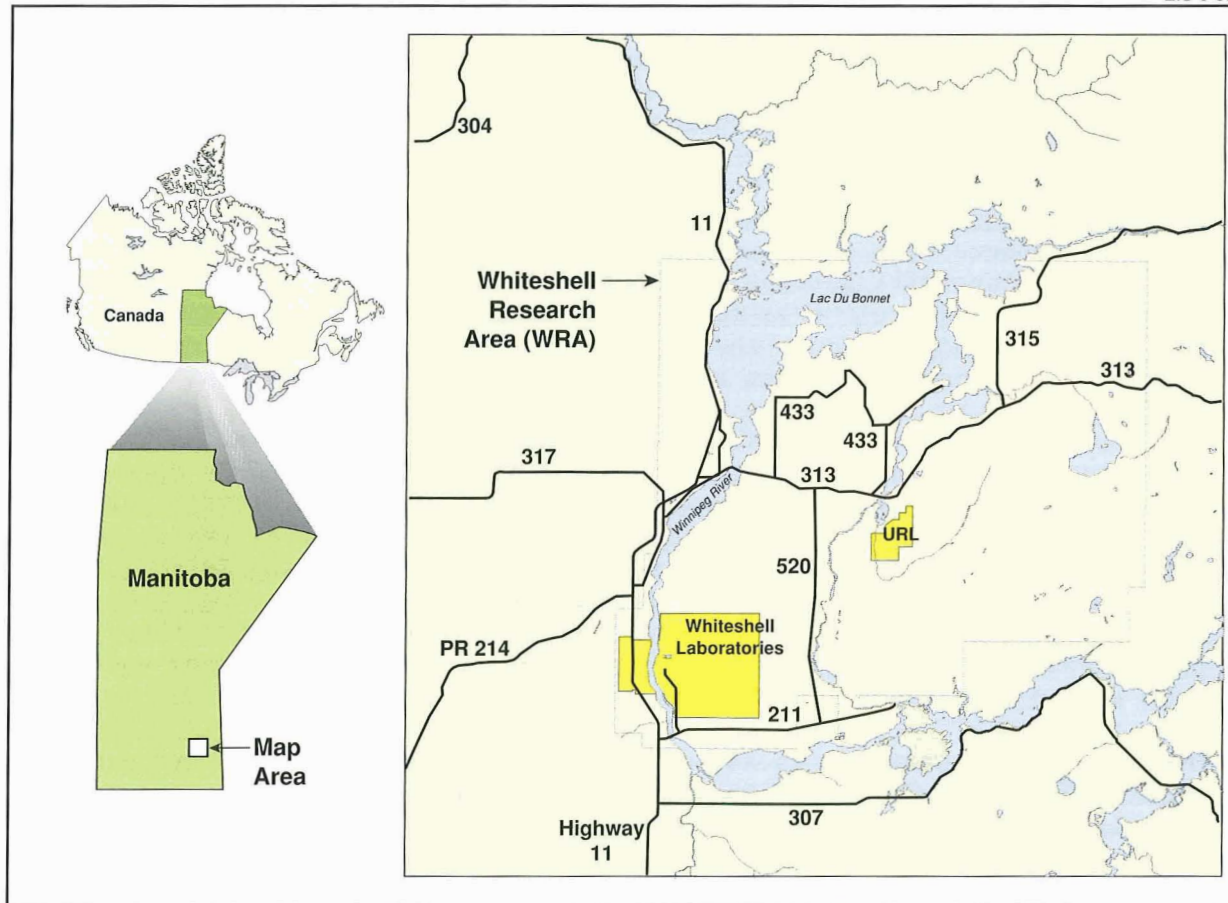 Canada
Manitoba
Map
Area
304
11
Whiteshell
Research
Area (WRA)
Lac Du Bonnet
315
313
433
433
317
313
Winnipeg River
URL
520
Whiteshell
Laboratories
PR 214
211
307
Highway
11